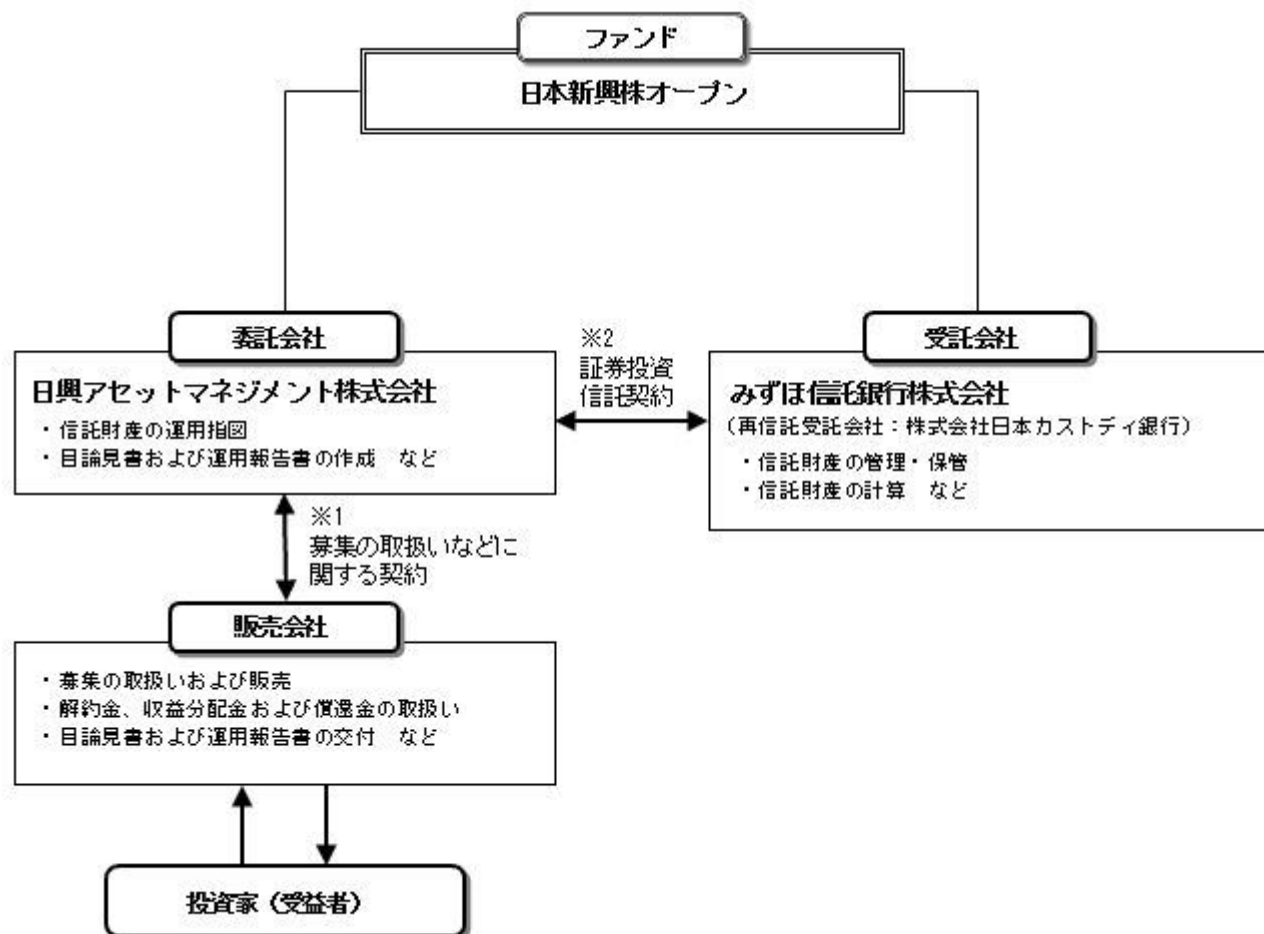 ファンド
日本新興株オープン
委託会社
日興アセットマネジメント株式会社
・信託財産の運用指図
・目論見書および運用報告書の作成　など
※2
証券投資
信託契約
受託会社
みずほ信託銀行株式会社
（再信託受託会社：株式会社日本カストディ銀行）
・信託財産の管理・保管
・信託財産の計算　など
※1
募集の取扱いなどに
関する契約
販売会社
・募集の取扱いおよび販売
・解約金、収益分配金および償還金の取扱い
・目論見書および運用報告書の交付　など
投資家（受益者）